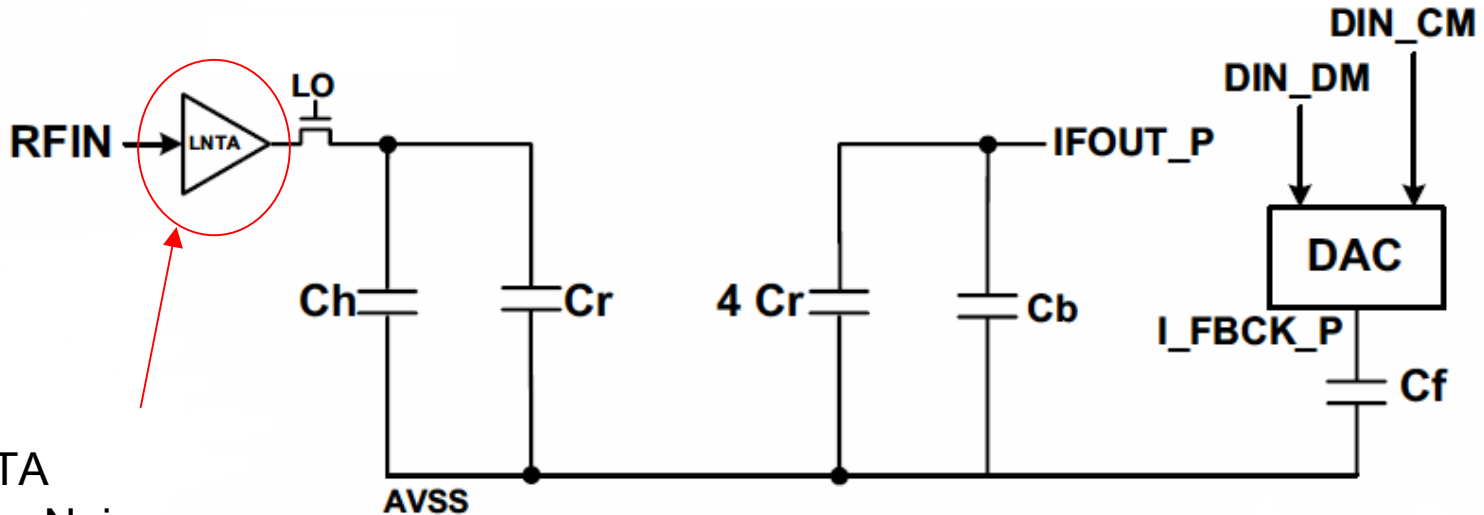 DIN_CM
DIN_DM
LO
RFIN
LNTA
IFOUT_P
DAC
Ch
Cr
4 Cr
Cb
I_FBCK_P
Cf
TA
AVSS